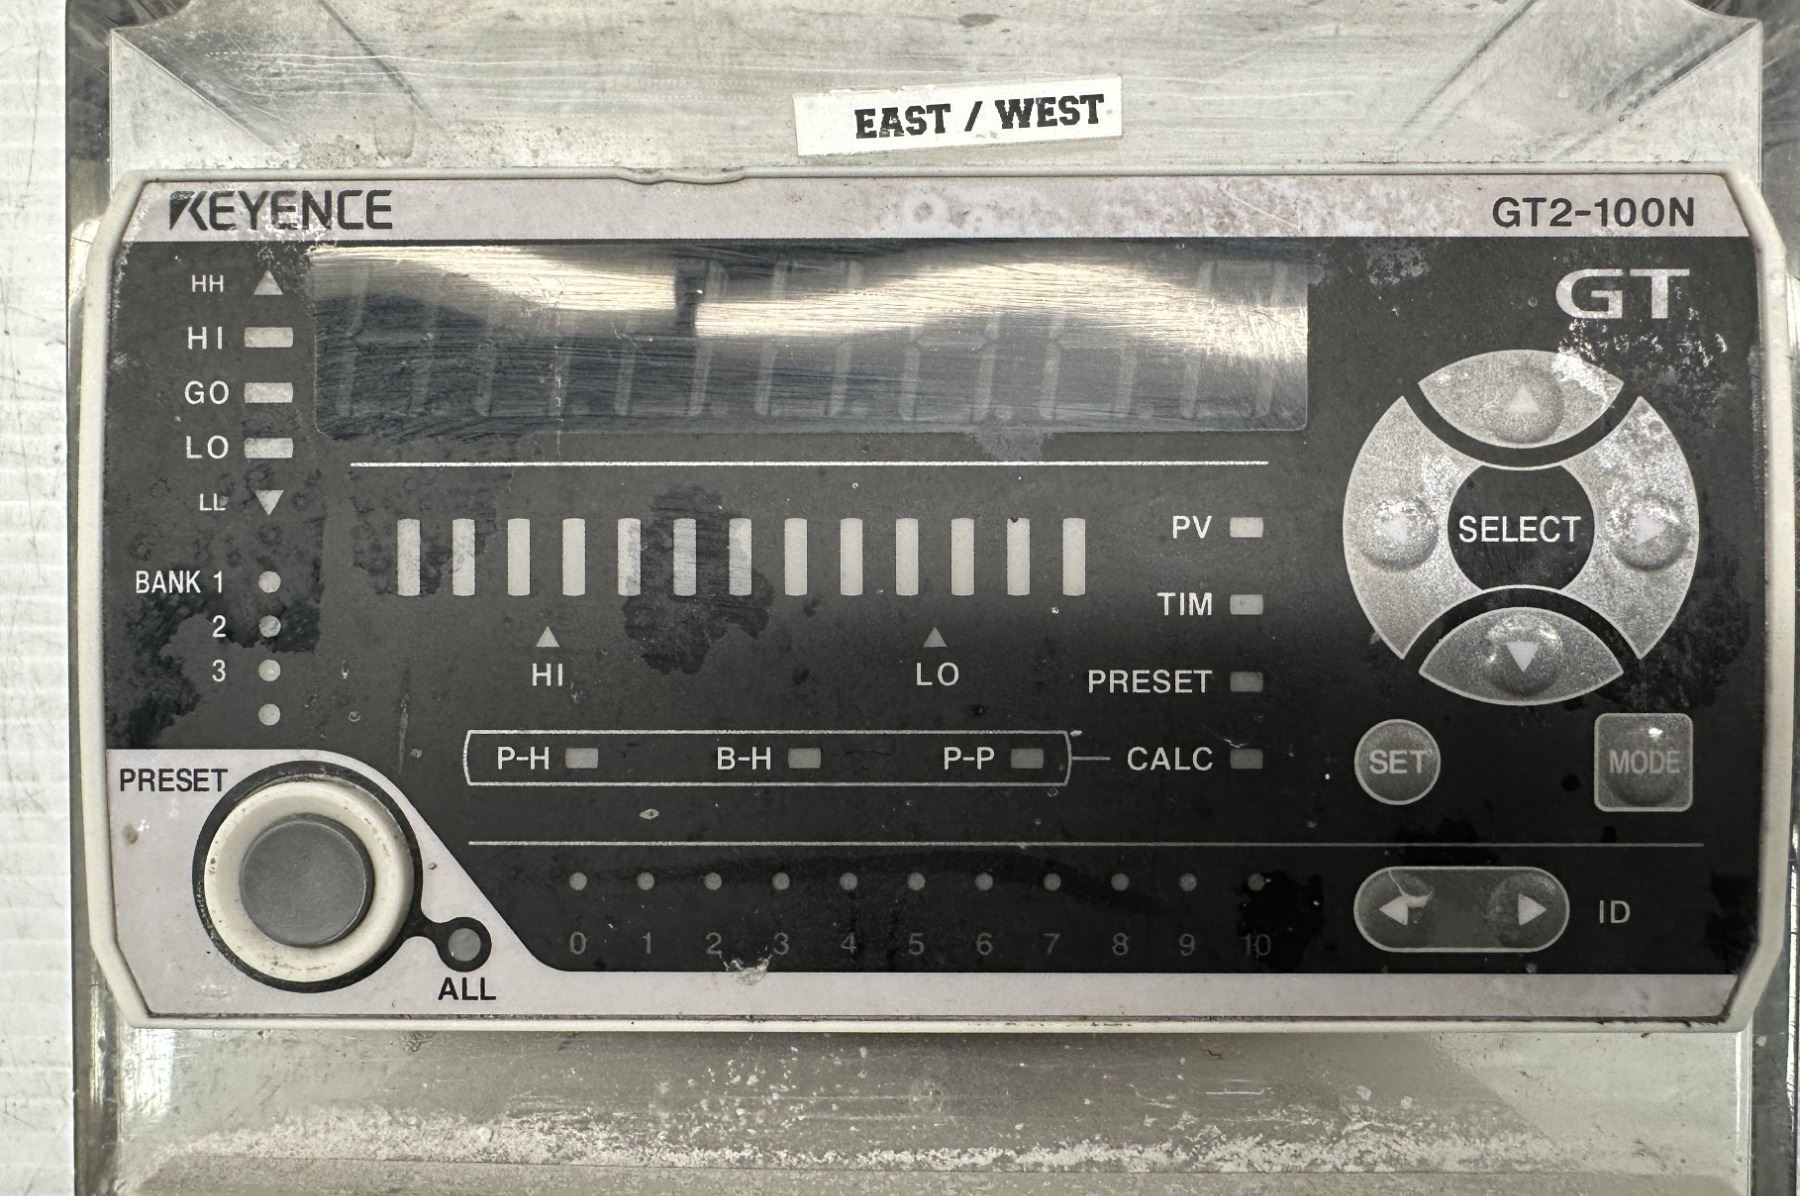 EAST / WEST
KEYENCE
GT2-100N
HH
GT
HI
GO
LO
LL
PV
SELECT
BANK 1
TIM
2
3
HI
LO
PRESET
P-H
B-H
P-P
CALC
SET
MODE
PRESET
ID
0 1 2 3 4 5 6 7 8 9 10
ALL